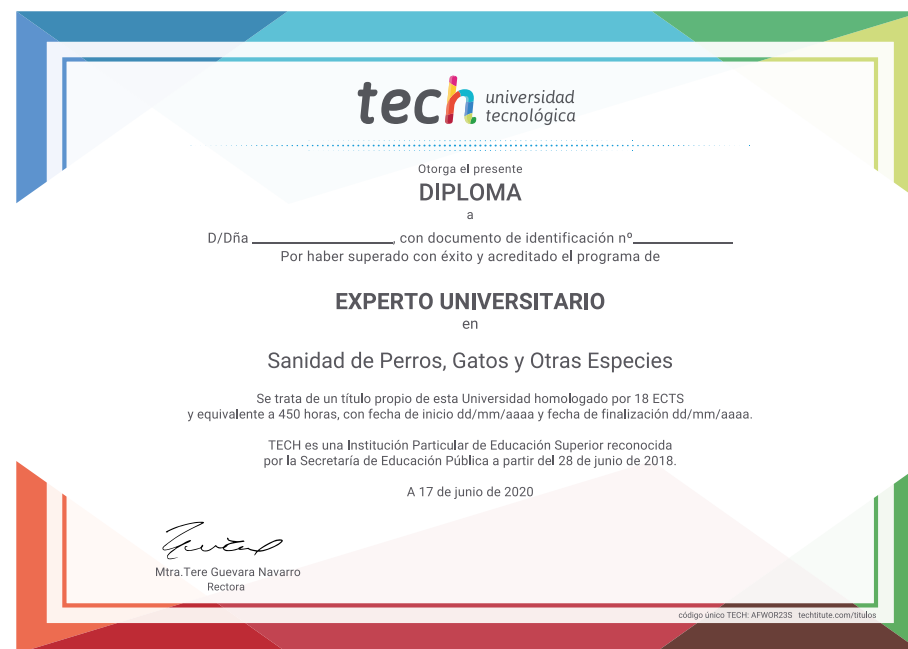 tech universidad
tecnológica
Otorga el presente
DIPLOMA
a
D/Dña ____________, con documento de identificación nº____________
Por haber superado con éxito y acreditado el programa de
EXPERTO UNIVERSITARIO
en
Sanidad de Perros, Gatos y Otras Especies
Se trata de un título propio de esta Universidad homologado por 18 ECTS
y equivalente a 450 horas, con fecha de inicio dd/mm/aaaa y fecha de finalización dd/mm/aaaa.
TECH es una Institución Particular de Educación Superior reconocida
por la Secretaría de Educación Pública a partir del 28 de junio de 2018.
A 17 de junio de 2020
Mtra.Tere Guevara Navarro
Rectora
código único TECH: AFWOR23S techtitute.com/titulos